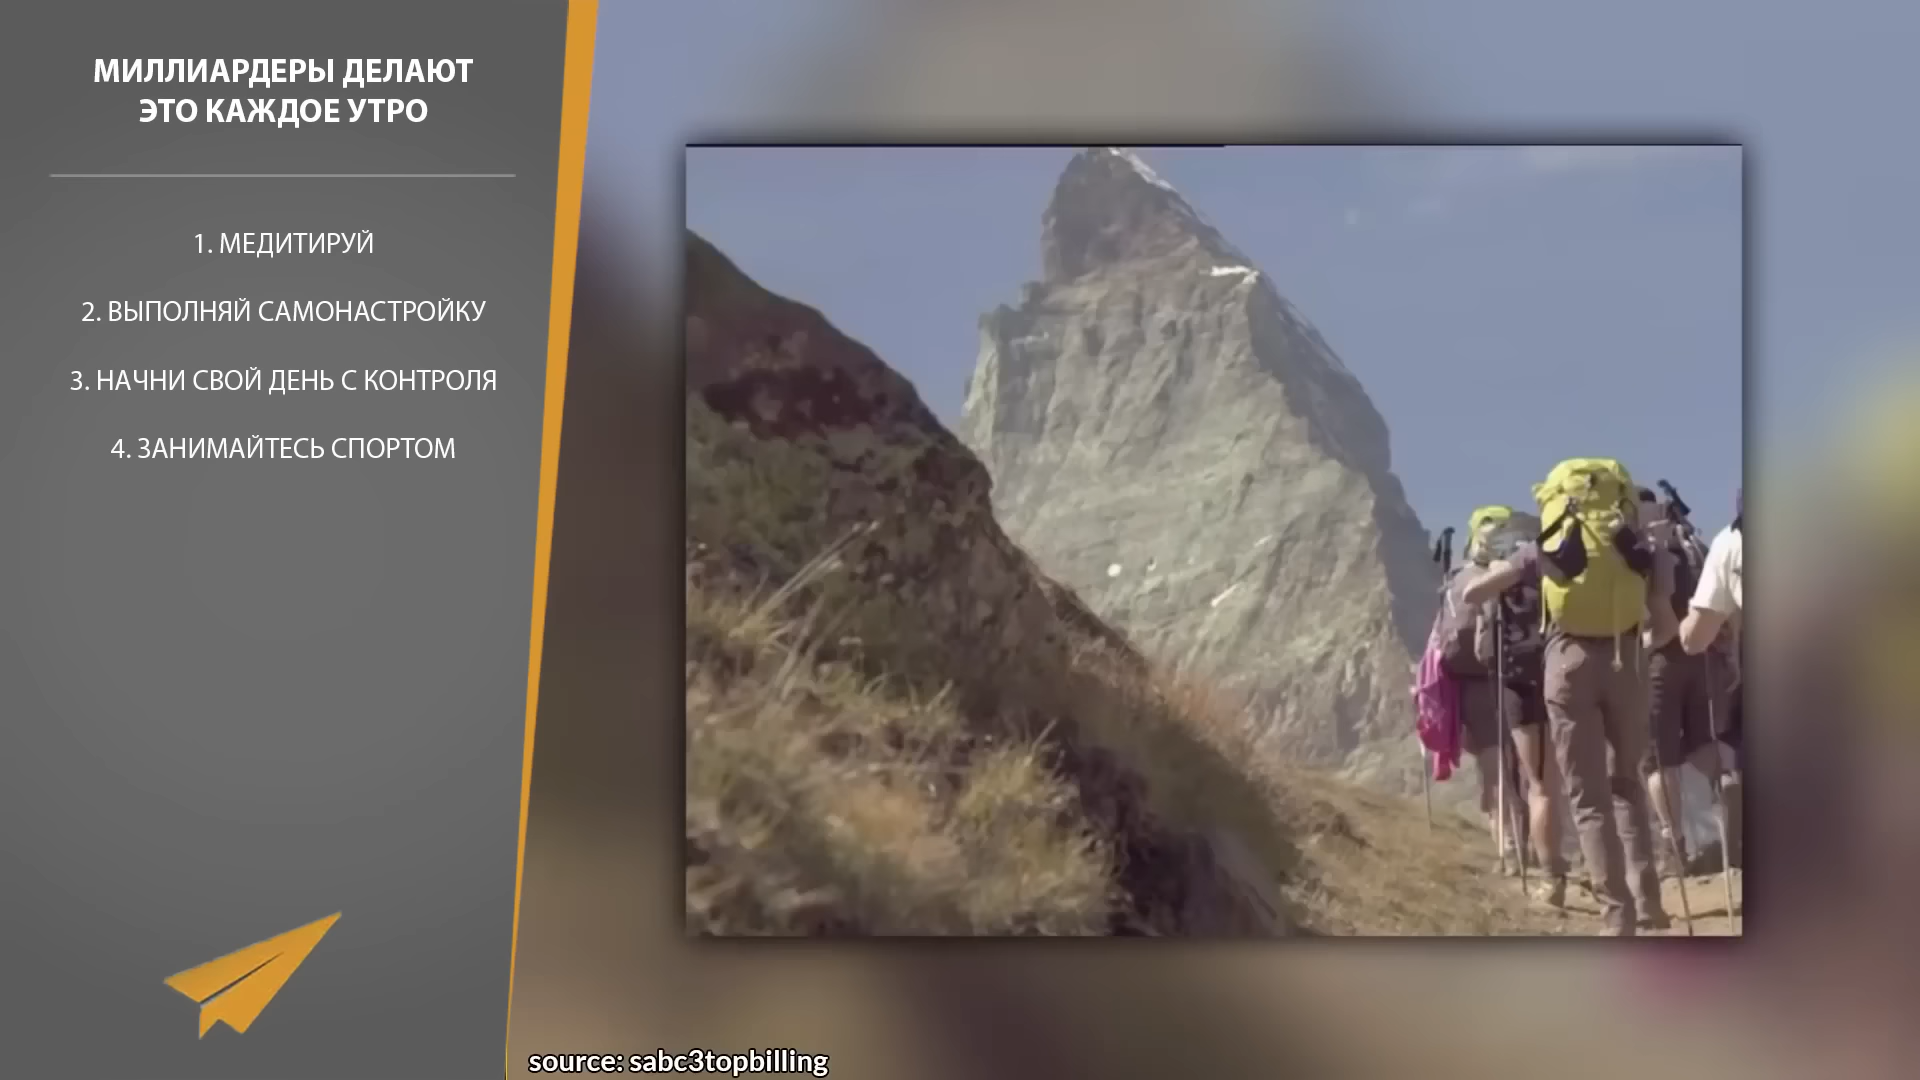 МИЛЛИАРДЕРЫ ДЕЛАЮТ
ЭТО КАЖДОЕ УТРО
1. МЕДИТИРУЙ
2. ВЫПОЛНЯЙ САМОНАСТРОЙКУ
3. НАЧНИ СВОЙ ДЕНЬ С КОНТРОЛЯ
4. ЗАНИМАЙТЕСЬ СПОРТОМ
source: sabc3topbilling